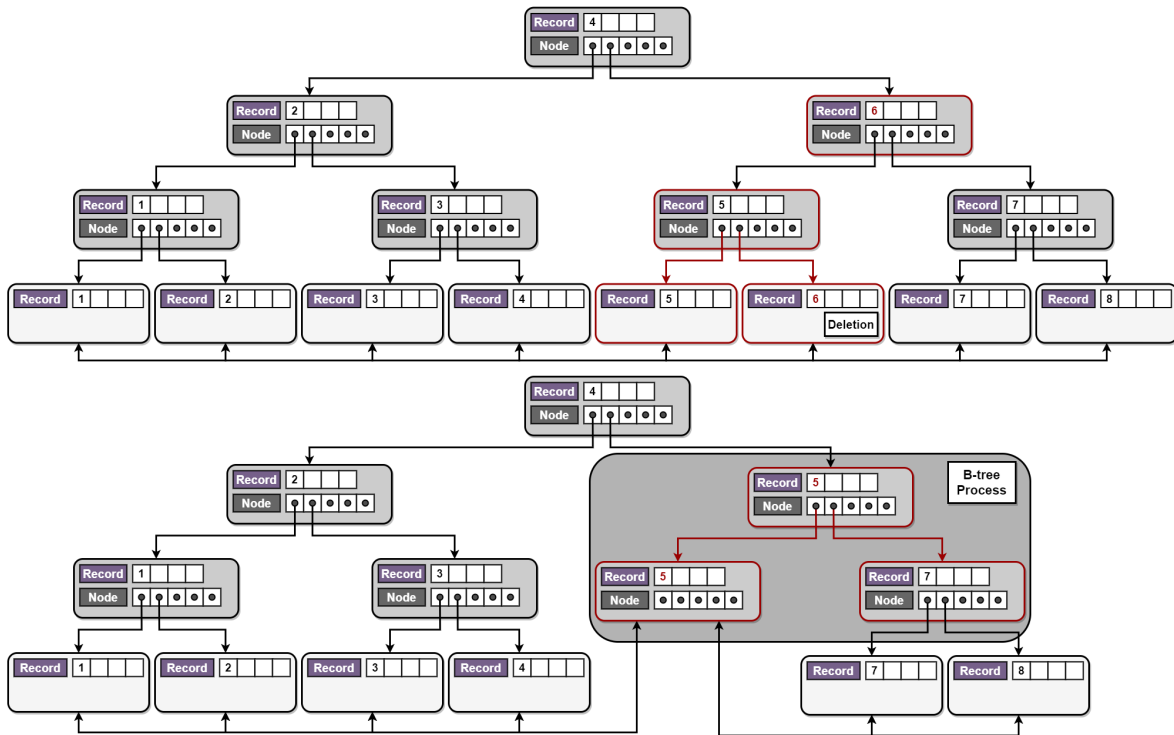 Record 4
Node
Record 2
Node
Record 6
Node
Record 1
Node
Record 3
Node
Record 5
Node
Record 7
Node
Record 1
Record 2
Record 3
Record 4
Record 5
Record 6
Deletion
Record 7
Record 8
Record 4
Node
Record 2
Node
B-tree
Process
Record 5
Node
Record 1
Node
Record 3
Node
Record 5
Node
Record 7
Node
Record 1
Record 2
Record 3
Record 4
Record 7
Record 8